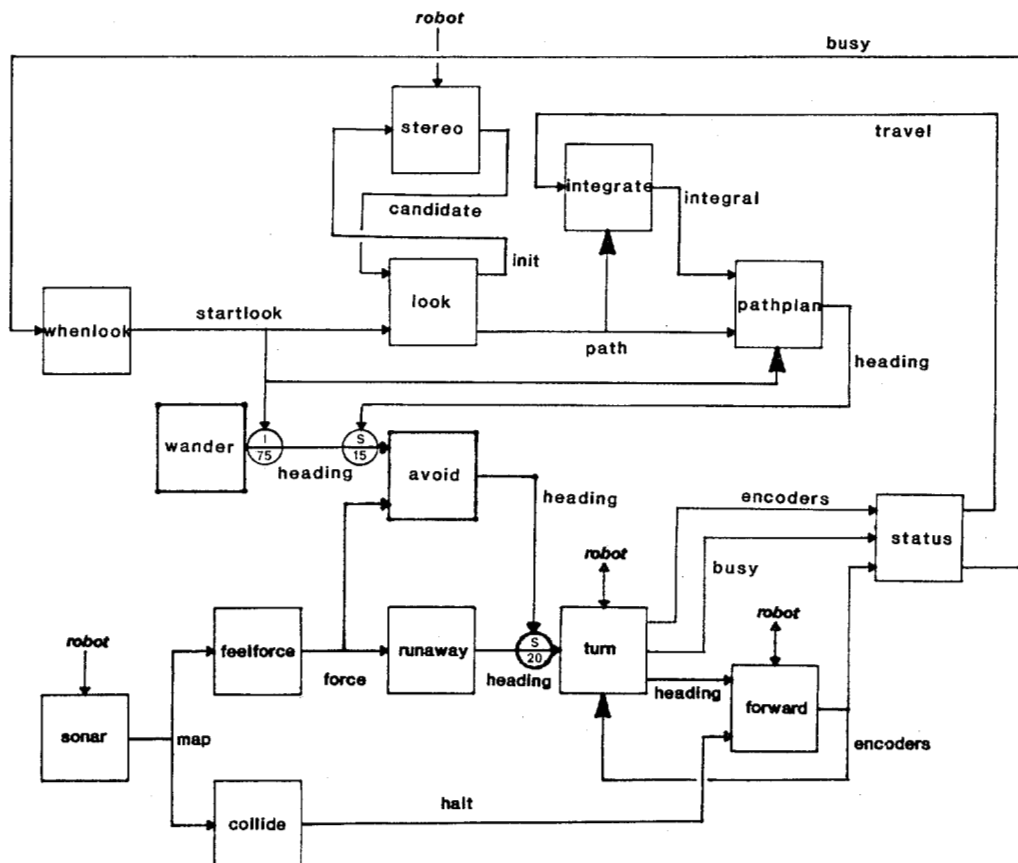 robot
busy
stereo
travel
integrate
integral
candidate
init
look
pathplan
whenlook
startlook
path
heading
wander
I
75
S
15
heading
avoid
heading
encoders
status
robot
busy
robot
feelforce
runaway
S
20
turn
robot
force
heading
heading
forward
sonar
map
encoders
halt
collide